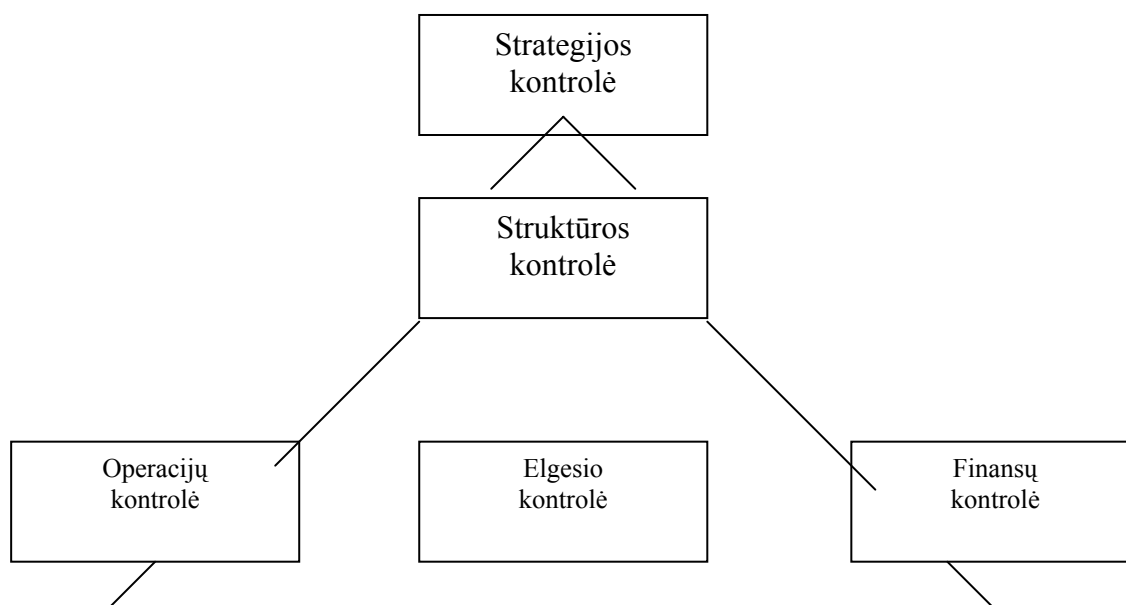 Strategijos
kontrolė
Struktūros
kontrolė
Operacijų
kontrolė
Elgesio
kontrolė
Finansų
kontrolė